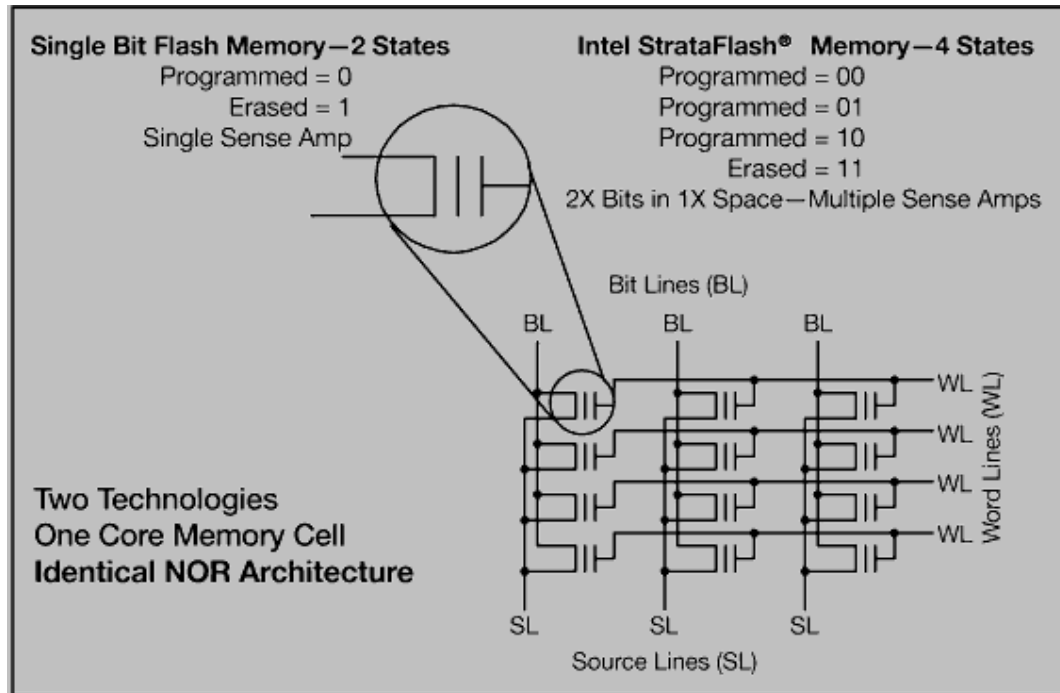 Single Bit Flash Memory—2 States
Programmed = 0
Erased = 1
Single Sense Amp
Intel StrataFlash® Memory—4 States
Programmed = 00
Programmed = 01
Programmed = 10
Erased = 11
2X Bits in 1X Space—Multiple Sense Amps
Bit Lines (BL)
BL
BL
BL
WL
WL
WL
WL
Word Lines (WL)
Two Technologies
One Core Memory Cell
Identical NOR Architecture
SL
SL
SL
Source Lines (SL)